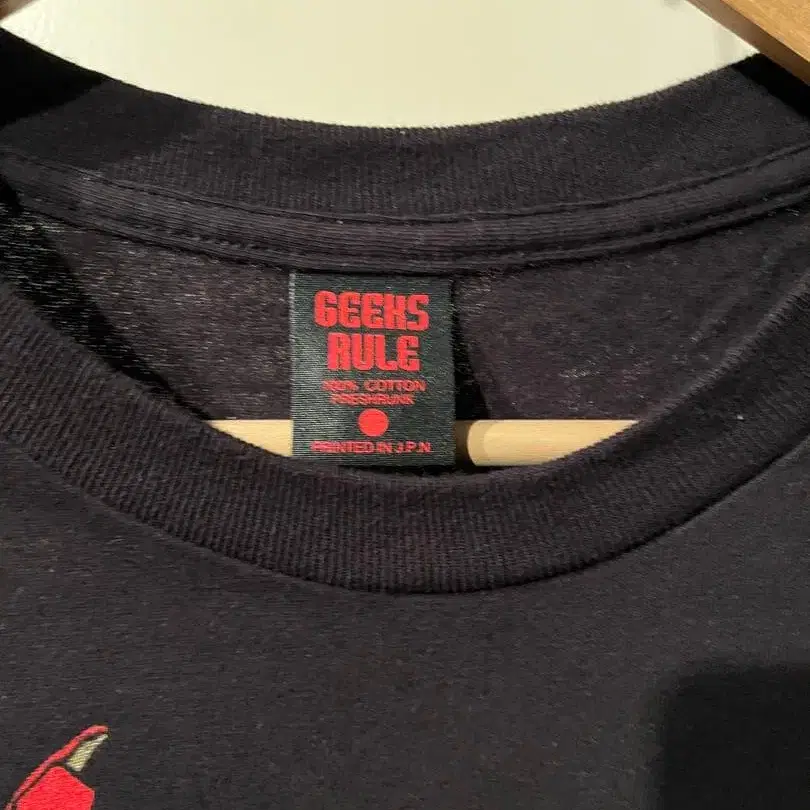 GEEKS
RULE
100% COTTON
PRESHRUNK
PRINTED IN J.P.N.